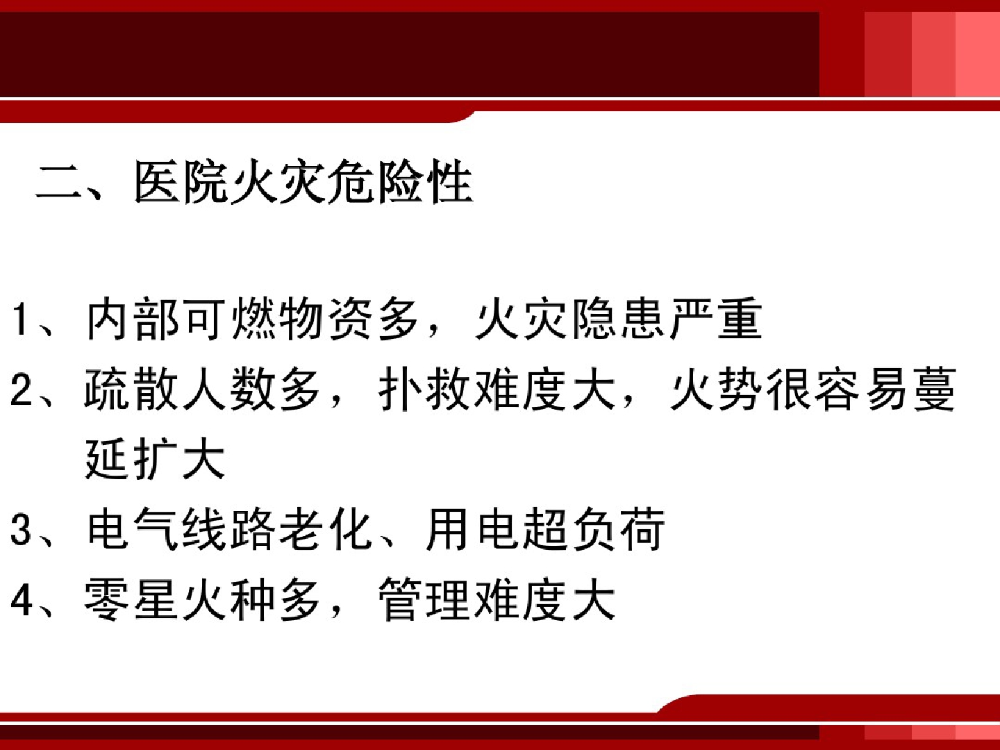 二、医院火灾危险性
1、内部可燃物资多，火灾隐患严重
2、疏散人数多，扑救难度大，火势很容易蔓
延扩大
3、电气线路老化、用电超负荷
4、零星火种多，管理难度大